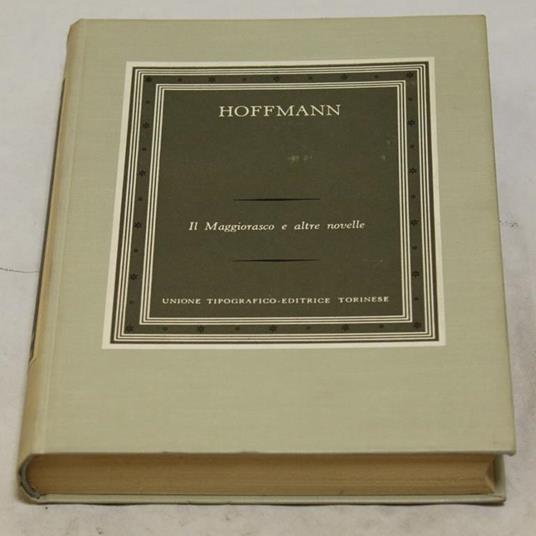 HOFFMANN
Il Maggiorasco e altre novelle
UNIONE TIPOGRAFICO-EDITRICE TORINESE